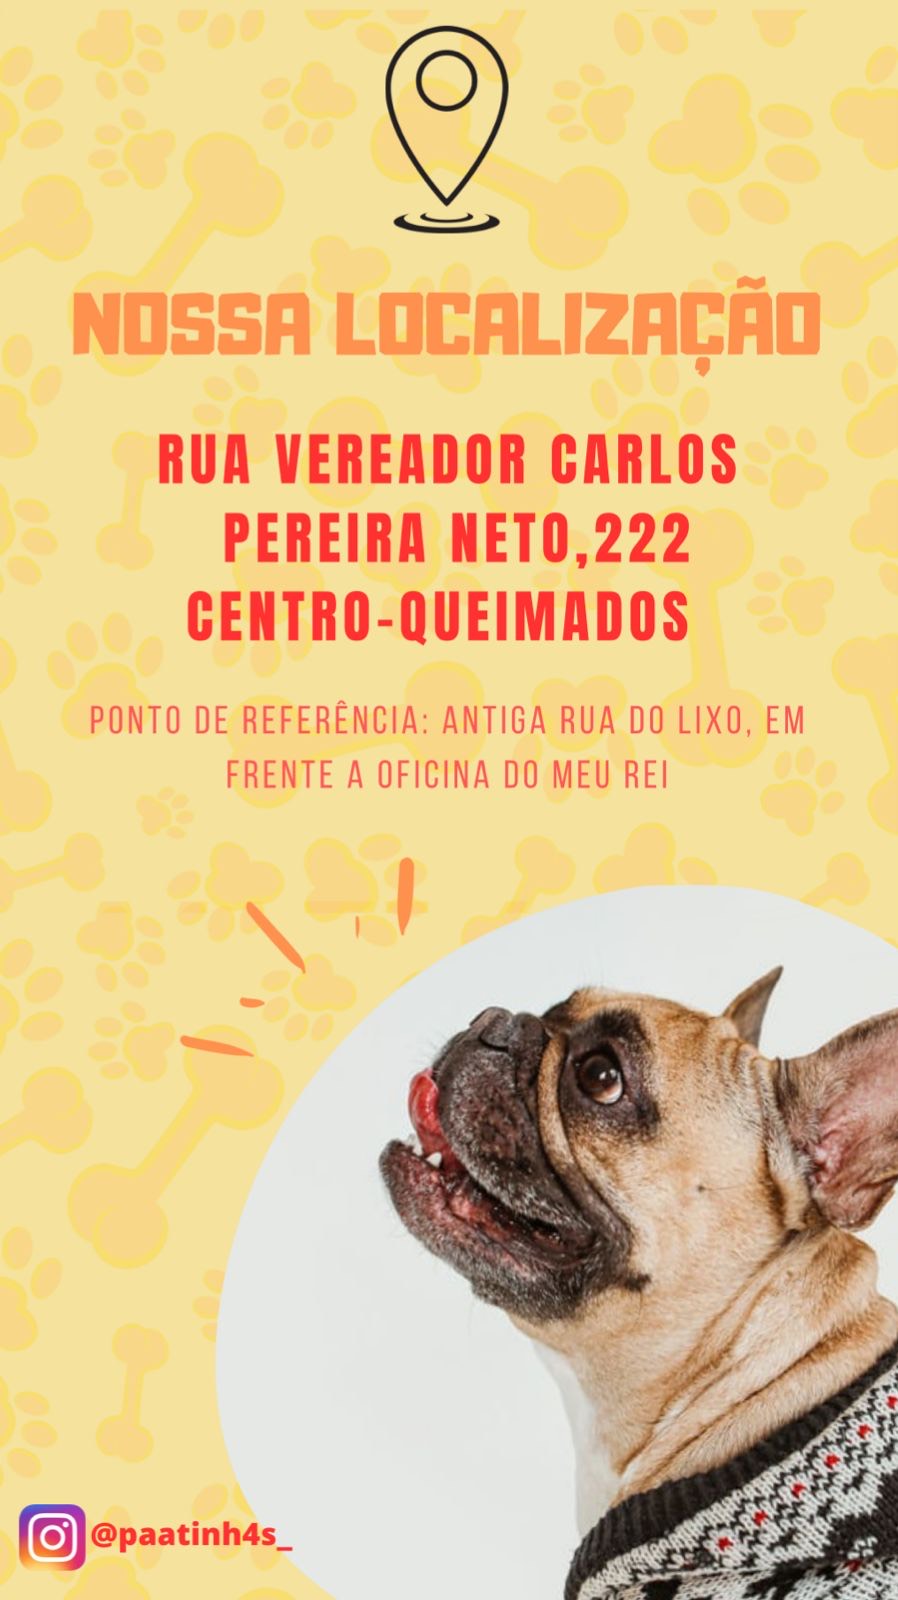 NOSSA LOCALIZAÇÃO
RUA VEREADOR CARLOS
PEREIRA NETO,222
CENTRO-QUEIMADOS
PONTO DE REFERÊNCIA: ANTIGA RUA DO LIXO, EM
FRENTE A OFICINA DO MEU REI
@paatinh4s_